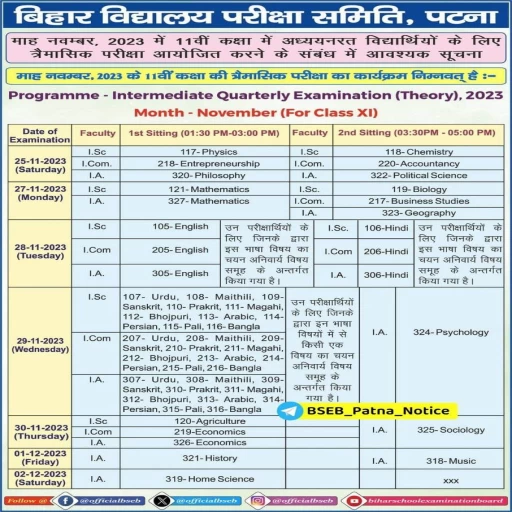 बिहार विद्यालय परीक्षा समिति, पटना
माह नवम्बर, 2023 में 11वीं कक्षा में अध्ययनरत विद्यार्थियों के लिए
त्रैमासिक परीक्षा आयोजित करने के संबंध में आवश्यक सूचना
माह नवम्बर, 2023 के 11वीं कक्षा की त्रैमासिक परीक्षा का कार्यक्रम निम्नवत् है :-
Programme - Intermediate Quarterly Examination (Theory), 2023
Month - November (For Class XI)
Date of Examination Faculty 1st Sitting (01:30 PM-03:00 PM) Faculty 2nd Sitting (03:30PM - 05:00 PM)
25-11-2023 (Saturday)
I.Sc 117- Physics I.Sc 118- Chemistry
I.Com. 218- Entrepreneurship I.Com. 220- Accountancy
I.A. 320- Philosophy I.A. 322- Political Science
27-11-2023 (Monday)
I.Sc 121- Mathematics I.Sc 119- Biology
I.A. 327- Mathematics I.Com. 217- Business Studies
I.A. 323- Geography
28-11-2023 (Tuesday)
I.Sc 105- English
I.Com 205- English
I.A. 305- English
उन परीक्षार्थियों के
लिए जिनके द्वारा
इस भाषा विषय का
चयन अनिवार्य विषय
समूह के अन्तर्गत
किया गया है।
I.Sc. 106-Hindi
I.Com 206-Hindi
I.A. 306-Hindi
उन परीक्षार्थियों के
लिए जिनके द्वारा
इस भाषा विषय का
चयन अनिवार्य विषय
समूह के अन्तर्गत
किया गया है।
29-11-2023 (Wednesday)
I.Sc
107- Urdu, 108- Maithili, 109-
Sanskrit, 110- Prakrit, 111- Magahi,
112- Bhojpuri, 113- Arabic, 114-
Persian, 115- Pali, 116- Bangla
I.Com
207- Urdu, 208- Maithili, 209-
Sanskrit, 210- Prakrit, 211- Magahi,
212- Bhojpuri, 213- Arabic, 214-
Persian, 215- Pali, 216- Bangla
I.A.
307- Urdu, 308- Maithili, 309-
Sanskrit, 310- Prakrit, 311- Magahi,
312- Bhojpuri, 313- Arabic, 314-
Persian, 315- Pali, 316- Bangla
उन परीक्षार्थियों
के लिए जिनके
द्वारा इन भाषा
विषयों में से
किसी एक
विषय का चयन
अनिवार्य विषय
समूह के
अन्तर्गत किया
गया है।
I.A. 324- Psychology
BSEB_Patna_Notice
30-11-2023 (Thursday)
I.Sc 120-Agriculture
I.Com 219-Economics
I.A. 326-Economics
I.A. 325- Sociology
01-12-2023 (Friday) I.A. 321- History I.A. 318- Music
02-12-2023 (Saturday) I.A. 319- Home Science xxx
Follow @ @officialbseb @officialbseb @officialbseb @officialbseb biharschoolexaminationboard